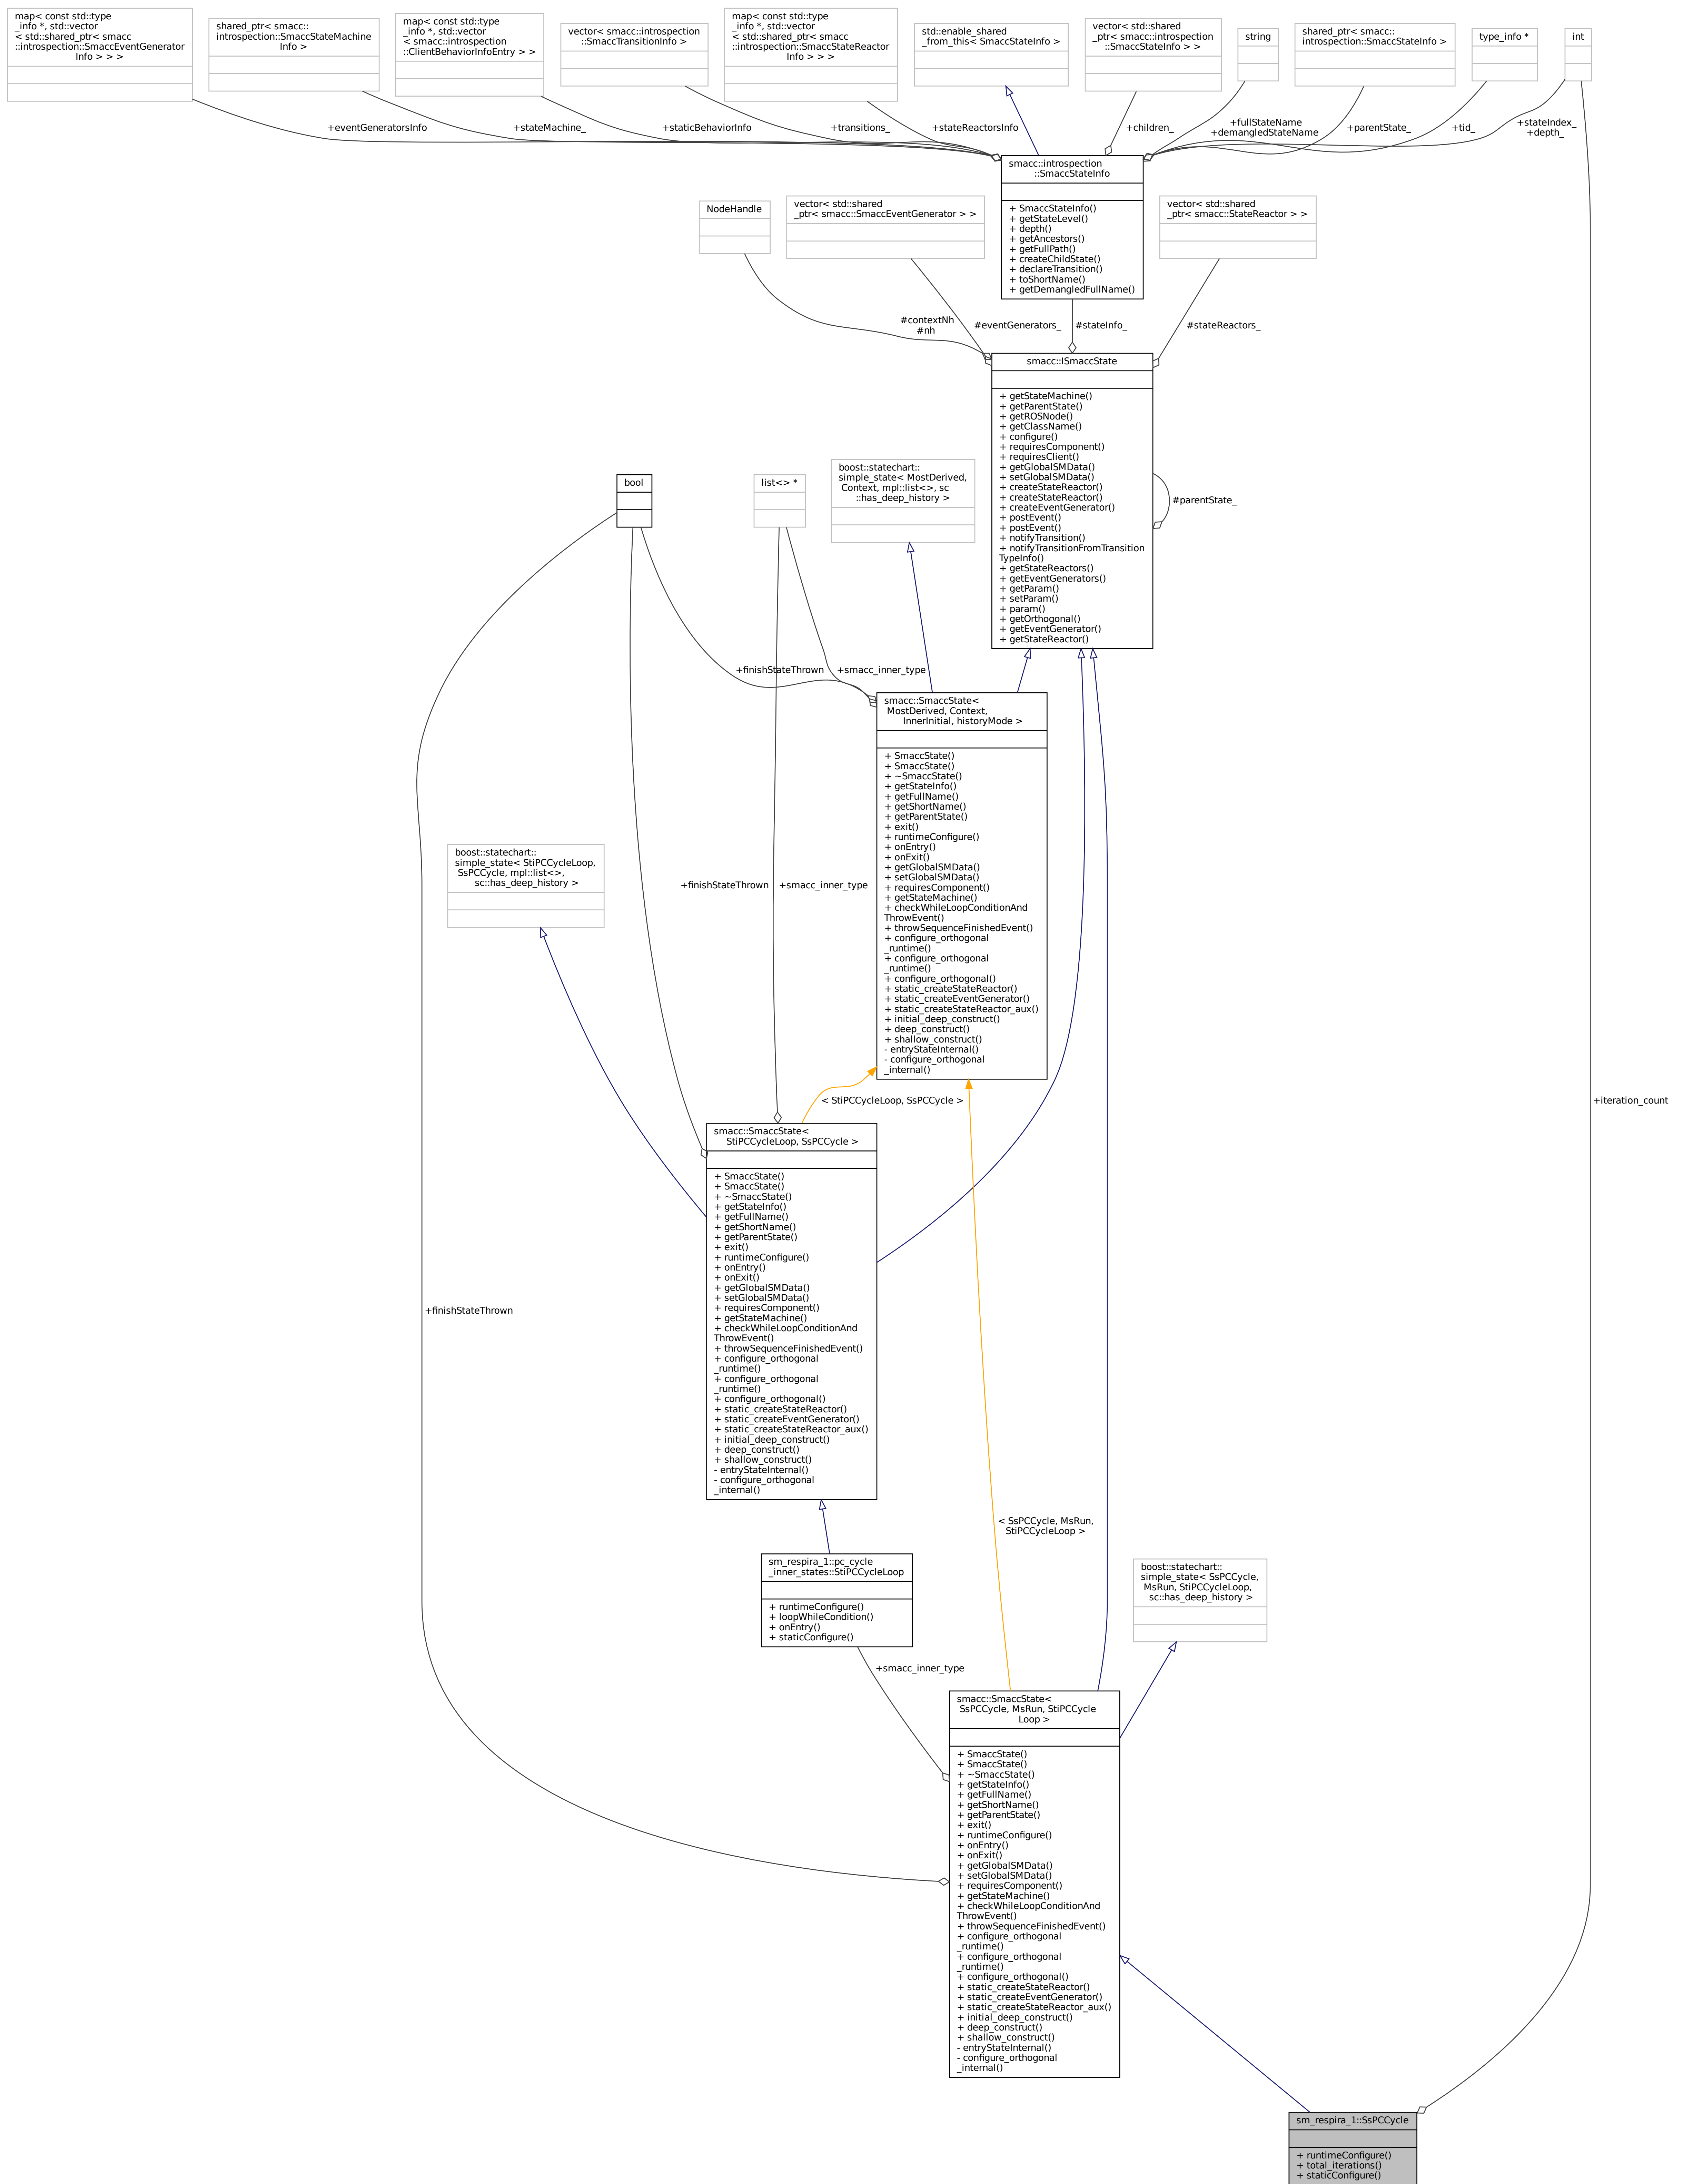 map< const std::type
_info *, std::vector
< std::shared_ptr< smacc
::introspection::SmaccEventGenerator
Info > > >
shared_ptr< smacc::
introspection::SmaccStateMachine
Info >
map< const std::type
_info *, std::vector
< smacc::introspection
::ClientBehaviorInfoEntry > >
vector< smacc::introspection
::SmaccTransitionInfo >
map< const std::type
_info *, std::vector
< std::shared_ptr< smacc
::introspection::SmaccStateReactor
Info > > >
std::enable_shared
_from_this< SmaccStateInfo >
vector< std::shared
_ptr< smacc::introspection
::SmaccStateInfo > >
string
shared_ptr< smacc::
introspection::SmaccStateInfo >
type_info *
int
+eventGeneratorsInfo
+stateMachine_
+staticBehaviorInfo
+transitions_
+stateReactorsInfo
+children_
+fullStateName
+demangledStateName
+parentState_
+tid_
+stateIndex_
+depth_
smacc::introspection
::SmaccStateInfo
+ SmaccStateInfo()
+ getStateLevel()
+ depth()
+ getAncestors()
+ getFullPath()
+ createChildState()
+ declareTransition()
+ toShortName()
+ getDemangledFullName()
NodeHandle
vector< std::shared
_ptr< smacc::SmaccEventGenerator > >
vector< std::shared
_ptr< smacc::StateReactor > >
#contextNh
#nh
#eventGenerators_
#stateInfo_
#stateReactors_
smacc::ISmaccState
+ getStateMachine()
+ getParentState()
+ getROSNode()
+ getClassName()
+ configure()
+ requiresComponent()
+ requiresClient()
+ getGlobalSMData()
+ setGlobalSMData()
+ createStateReactor()
+ createStateReactor()
+ createEventGenerator()
+ postEvent()
+ postEvent()
+ notifyTransition()
+ notifyTransitionFromTransition
TypeInfo()
+ getStateReactors()
+ getEventGenerators()
+ getParam()
+ setParam()
+ param()
+ getOrthogonal()
+ getEventGenerator()
+ getStateReactor()
#parentState_
bool
list<> *
boost::statechart::
simple_state< MostDerived,
Context, mpl::list<>, sc
::has_deep_history >
+finishStateThrown
+smacc_inner_type
smacc::SmaccState<
MostDerived, Context,
InnerInitial, historyMode >
+ SmaccState()
+ SmaccState()
+ ~SmaccState()
+ getStateInfo()
+ getFullName()
+ getShortName()
+ getParentState()
+ exit()
+ runtimeConfigure()
+ onEntry()
+ onExit()
+ getGlobalSMData()
+ setGlobalSMData()
+ requiresComponent()
+ getStateMachine()
+ checkWhileLoopConditionAnd
ThrowEvent()
+ throwSequenceFinishedEvent()
+ configure_orthogonal
_runtime()
+ configure_orthogonal
_runtime()
+ configure_orthogonal()
+ static_createStateReactor()
+ static_createEventGenerator()
+ static_createStateReactor_aux()
+ initial_deep_construct()
+ deep_construct()
+ shallow_construct()
- entryStateInternal()
- configure_orthogonal
_internal()
boost::statechart::
simple_state< StiPCCycleLoop,
SsPCCycle, mpl::list<>,
sc::has_deep_history >
+finishStateThrown
+smacc_inner_type
< StiPCCycleLoop, SsPCCycle >
+iteration_count
smacc::SmaccState<
StiPCCycleLoop, SsPCCycle >
+ SmaccState()
+ SmaccState()
+ ~SmaccState()
+ getStateInfo()
+ getFullName()
+ getShortName()
+ getParentState()
+ exit()
+ runtimeConfigure()
+ onEntry()
+ onExit()
+ getGlobalSMData()
+ setGlobalSMData()
+ requiresComponent()
+ getStateMachine()
+ checkWhileLoopConditionAnd
ThrowEvent()
+ throwSequenceFinishedEvent()
+ configure_orthogonal
_runtime()
+ configure_orthogonal
_runtime()
+ configure_orthogonal()
+ static_createStateReactor()
+ static_createEventGenerator()
+ static_createStateReactor_aux()
+ initial_deep_construct()
+ deep_construct()
+ shallow_construct()
- entryStateInternal()
- configure_orthogonal
_internal()
+finishStateThrown
< SsPCCycle, MsRun,
StiPCCycleLoop >
sm_respira_1::pc_cycle
_inner_states::StiPCCycleLoop
+ runtimeConfigure()
+ loopWhileCondition()
+ onEntry()
+ staticConfigure()
boost::statechart::
simple_state< SsPCCycle,
MsRun, StiPCCycleLoop,
sc::has_deep_history >
+smacc_inner_type
smacc::SmaccState<
SsPCCycle, MsRun, StiPCCycle
Loop >
+ SmaccState()
+ SmaccState()
+ ~SmaccState()
+ getStateInfo()
+ getFullName()
+ getShortName()
+ getParentState()
+ exit()
+ runtimeConfigure()
+ onEntry()
+ onExit()
+ getGlobalSMData()
+ setGlobalSMData()
+ requiresComponent()
+ getStateMachine()
+ checkWhileLoopConditionAnd
ThrowEvent()
+ throwSequenceFinishedEvent()
+ configure_orthogonal
_runtime()
+ configure_orthogonal
_runtime()
+ configure_orthogonal()
+ static_createStateReactor()
+ static_createEventGenerator()
+ static_createStateReactor_aux()
+ initial_deep_construct()
+ deep_construct()
+ shallow_construct()
- entryStateInternal()
- configure_orthogonal
_internal()
sm_respira_1::SsPCCycle
+ runtimeConfigure()
+ total_iterations()
+ staticConfigure()